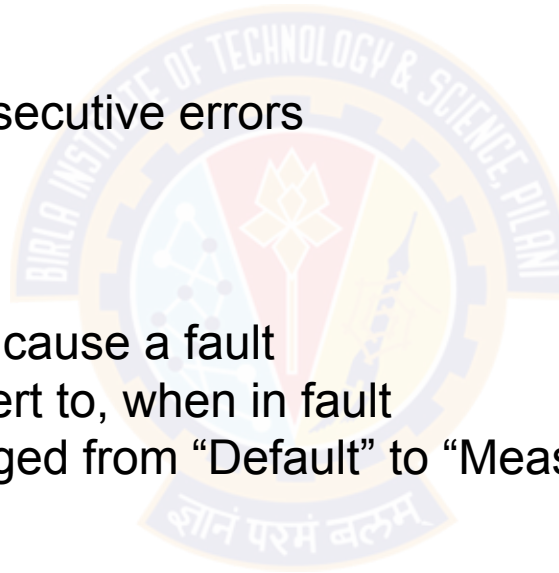 BIRLA INSTITUTE OF TECHNOLOGY & SCIENCE, PILANI
secutive errors
cause a fault
ert to, when in fault
ged from “Default” to “Meas
ज्ञानं परमं बलम्